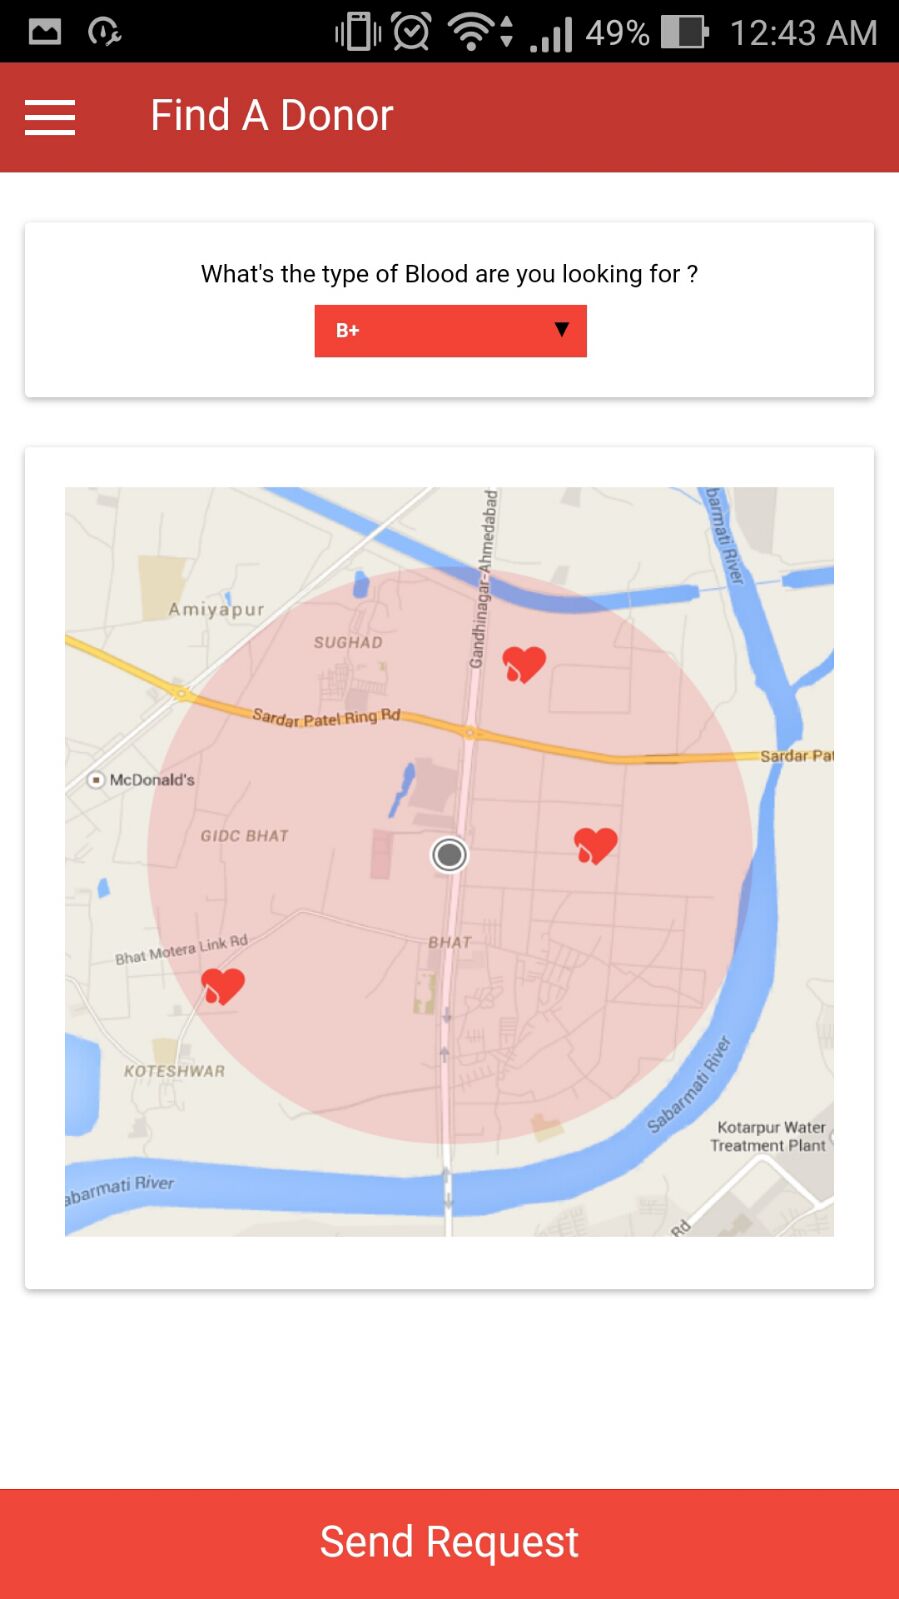 49% 12:43 AM
Find A Donor
What's the type of Blood are you looking for ?
B+
Gandhinagar-Ahmedabad
barmati River
Amiyapur
SUGHAD
Sardar Patel Ring Rd
Sardar Pat
McDonald's
GIDC BHAT
BHAT
Bhat Motera Link Rd
KOTESHWAR
Sabarmati River
Kotarpur Water
Treatment Plant
abarmati River
Rd
Send Request